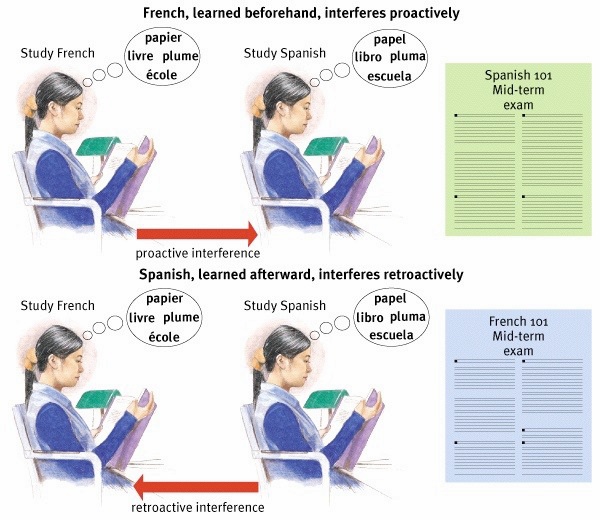 French, learned beforehand, interferes proactively
Study French
papier
livre plume
école
Study Spanish
papel
libro pluma
escuela
Spanish 101
Mid-term
exam
proactive interference
Spanish, learned afterward, interferes retroactively
Study French
papier
livre plume
école
Study Spanish
papel
libro pluma
escuela
French 101
Mid-term
exam
retroactive interference